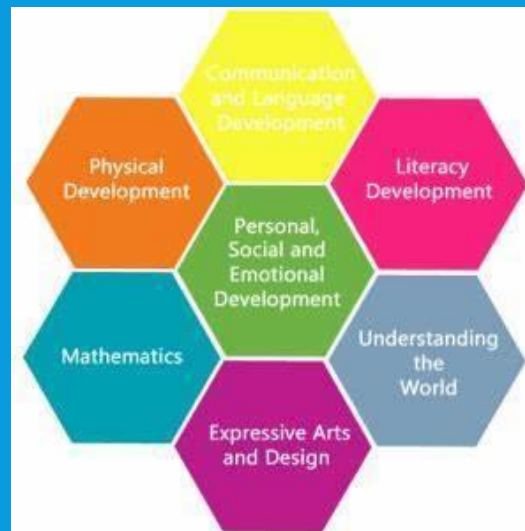 Communication
and Language
Development
Physical
Development
Literacy
Development
Personal,
Social and
Emotional
Development
Mathematics
Understanding
the
World
Expressive Arts
and Design